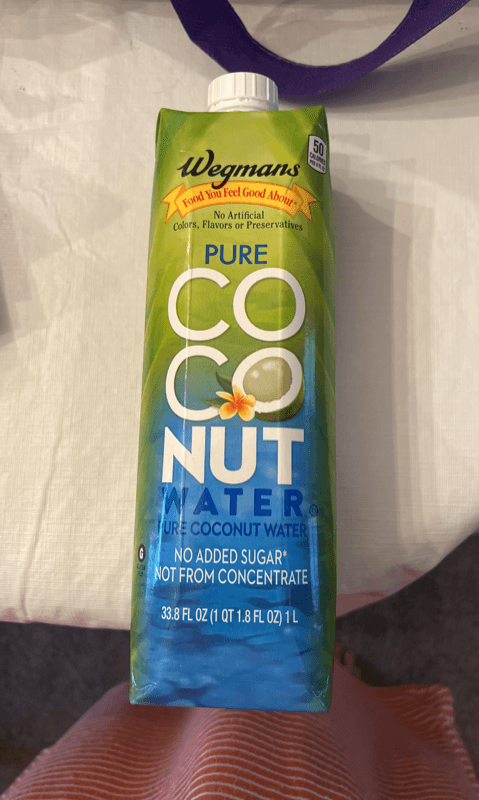 Wegmans
50
CALORIES
Food You Feel Good About
No Artificial
Colors, Flavors or Preservatives
PURE
CO
CO
NUT
WATER
PURE COCONUT WATER
NO ADDED SUGAR*
NOT FROM CONCENTRATE
33.8 FL OZ (1 QT 1.8 FL OZ) 1 L